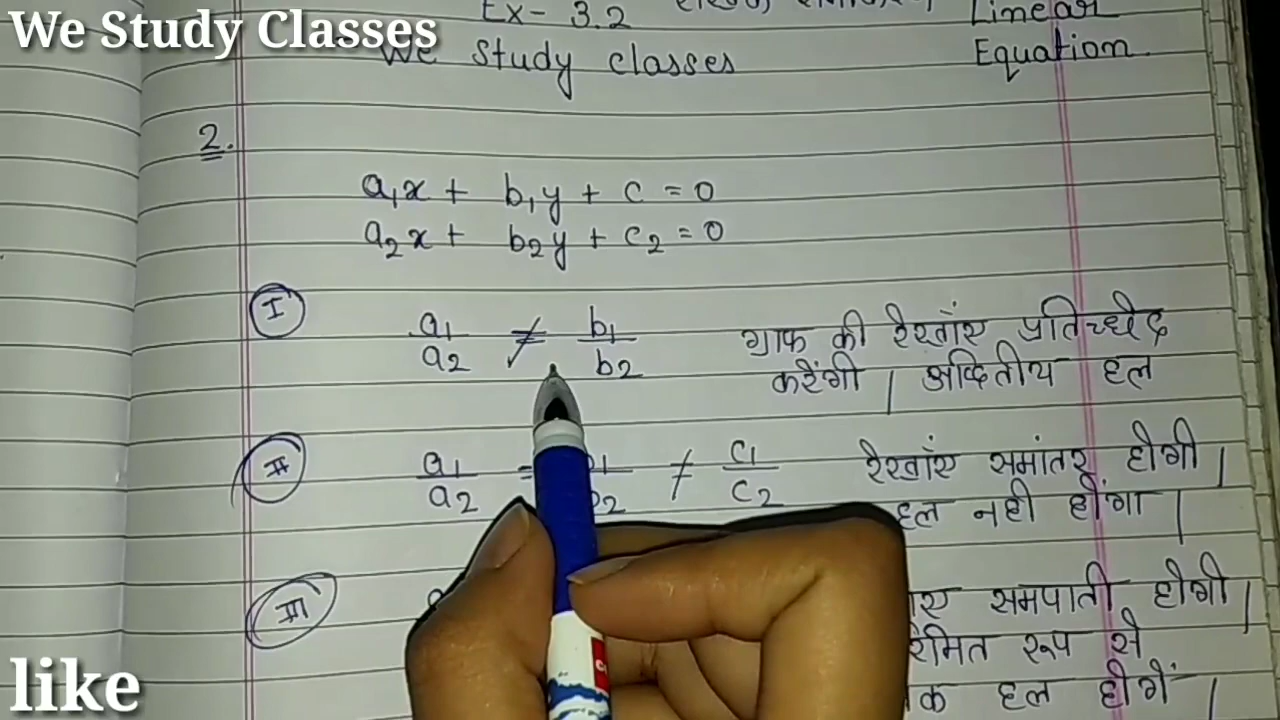 We Study Classes
Ex- 3.2 Linear
We Study classes Equation
2.
a₁x + b₁y + c = 0
a₂x + b₂y + c₂ = 0
I a₁/a₂ ≠ b₁/b₂ ग्राफ की रेखांए प्रतिच्छेद
करेंगी | अद्वितीय हल
II a₁/a₂ = b₁/b₂ ≠ c₁/c₂ रेखांए समांतर होगी |
हल नही होंगा |
III समपाती होगी |
रूप से
हल होगें |
like